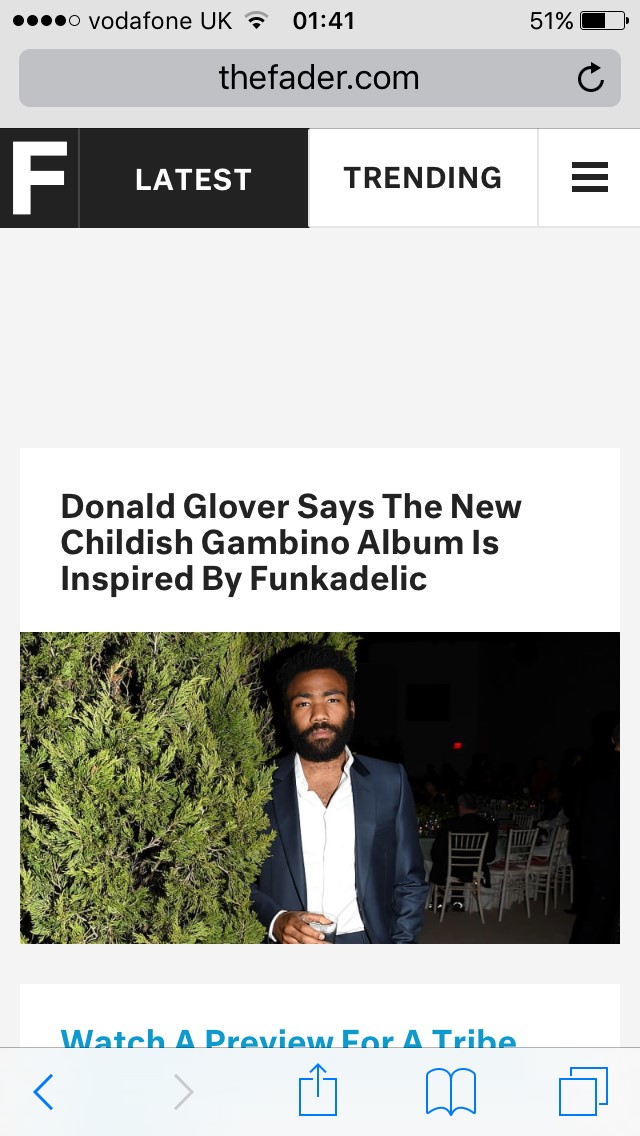 vodafone UK 01:41 51%
thefader.com
F LATEST TRENDING
Donald Glover Says The New
Childish Gambino Album Is
Inspired By Funkadelic
Watch A Preview For A Tribe